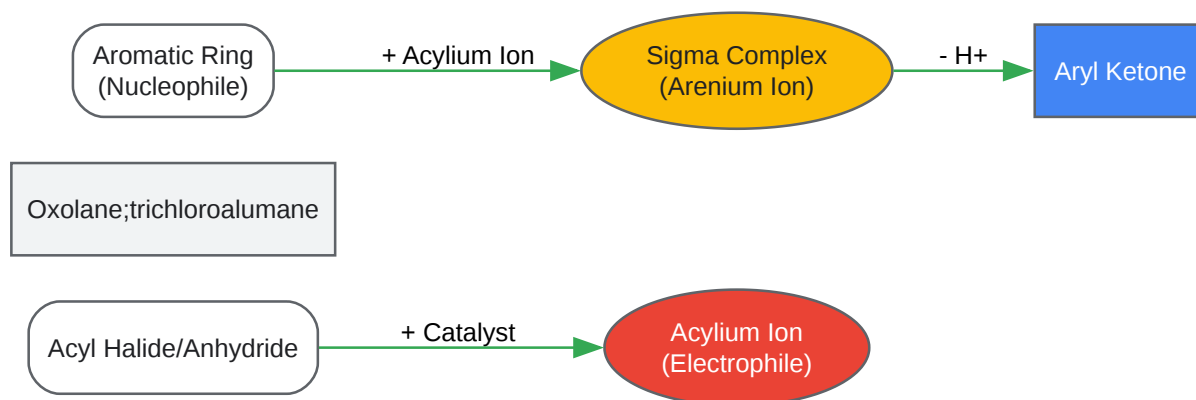 Aromatic Ring
(Nucleophile)
+ Acylium Ion
Sigma Complex
(Arenium Ion)
- H+
Aryl Ketone
Oxolane;trichloroalumane
Acyl Halide/Anhydride
+ Catalyst
Acylium Ion
(Electrophile)